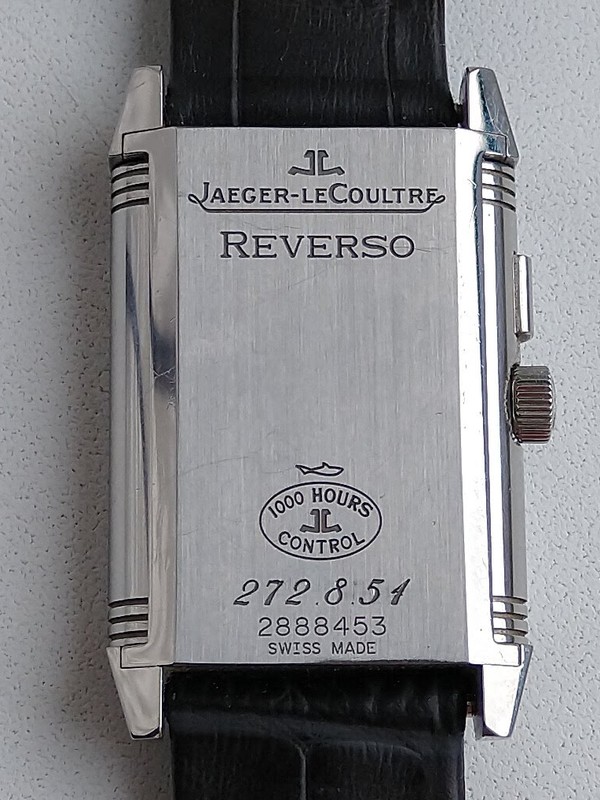 JAEGER-LECOULTRE
REVERSO
1000 HOURS
CONTROL
272.8.54
2888453
SWISS MADE